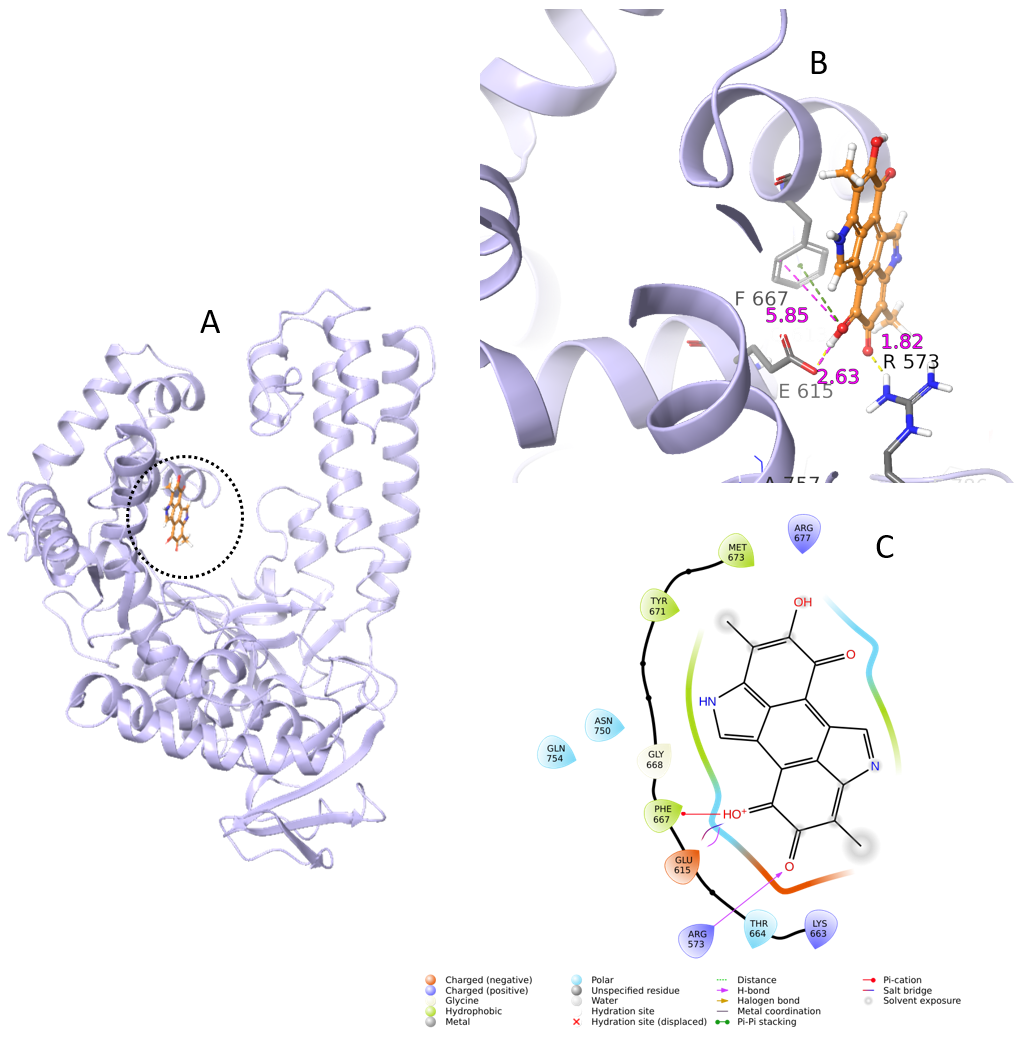 A
B
F 667
5.85
1.82
R 573
2.63
E 615
A 757
C
ARG
677
MET
673
TYR
671
OH
O
HN
ASN
750
GLN
754
GLY
668
N
PHE
667
HO+
GLU
615
O
ARG
573
THR
664
LYS
663
Charged (negative)
Charged (positive)
Glycine
Hydrophobic
Metal
Polar
Unspecified residue
Water
Hydration site
Hydration site (displaced)
Distance
H-bond
Halogen bond
Metal coordination
Pi-Pi stacking
Pi-cation
Salt bridge
Solvent exposure